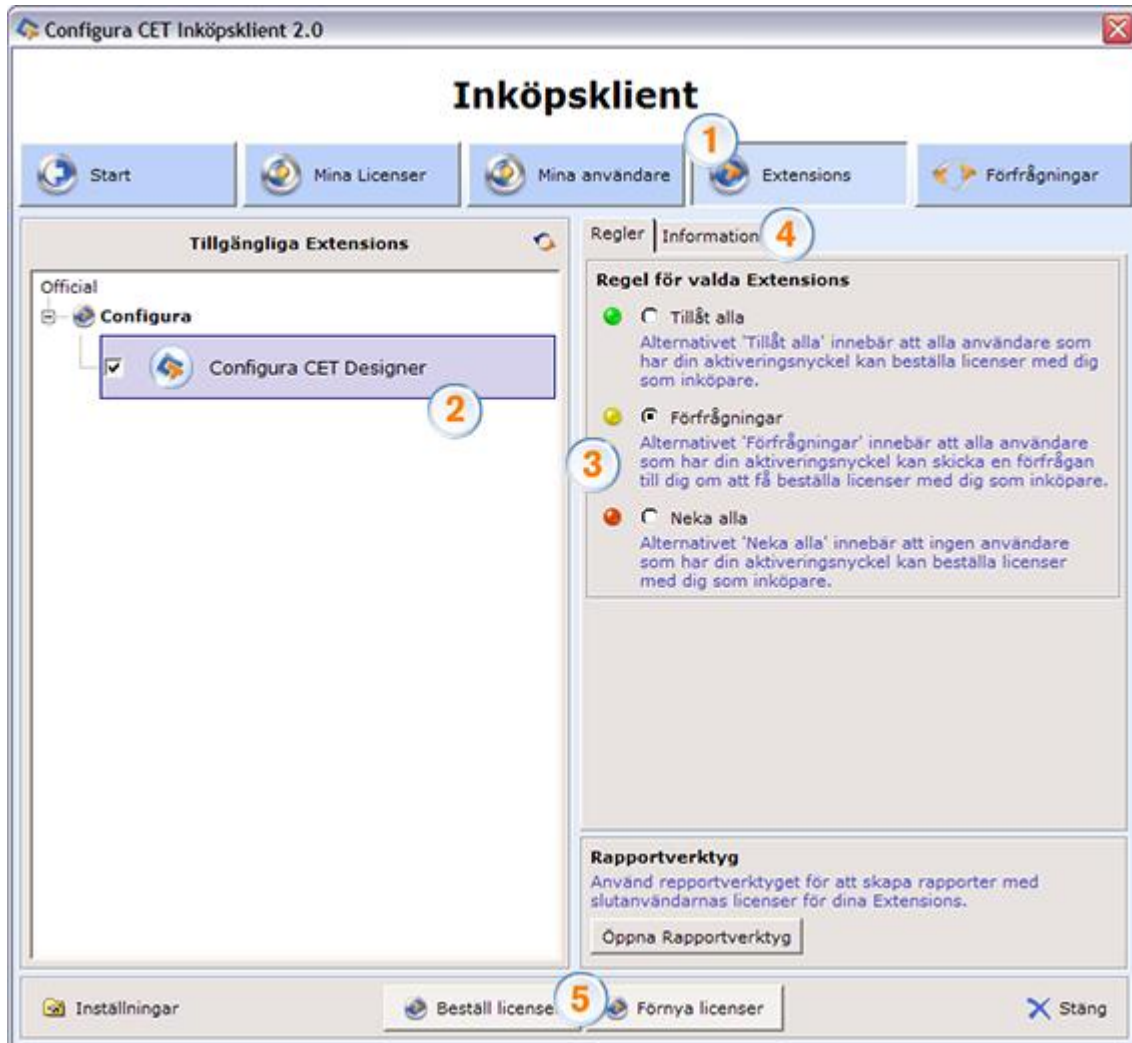 Configura CET Inköpsklient 2.0
Inköpsklient
1
Start
Mina Licenser
Mina användare
Extensions
Förfrågningar
Tillgängliga Extensions
Official
Configura
Configura CET Designer
2
Regler
Information
4
Regel för valda Extensions
Tillåt alla
Alternativet 'Tillåt alla' innebär att alla användare som
har din aktiveringsnyckel kan beställa licenser med dig
som inköpare.
Förfrågningar
Alternativet 'Förfrågningar' innebär att alla användare
som har din aktiveringsnyckel kan skicka en förfrågan
till dig om att få beställa licenser med dig som inköpare.
3
Neka alla
Alternativet 'Neka alla' innebär att ingen användare
som har din aktiveringsnyckel kan beställa licenser
med dig som inköpare.
Rapportverktyg
Använd repportverktyget för att skapa rapporter med
slutanvändarnas licenser för dina Extensions.
Öppna Rapportverktyg
Inställningar
Beställ license
5
Förnya licenser
Stäng